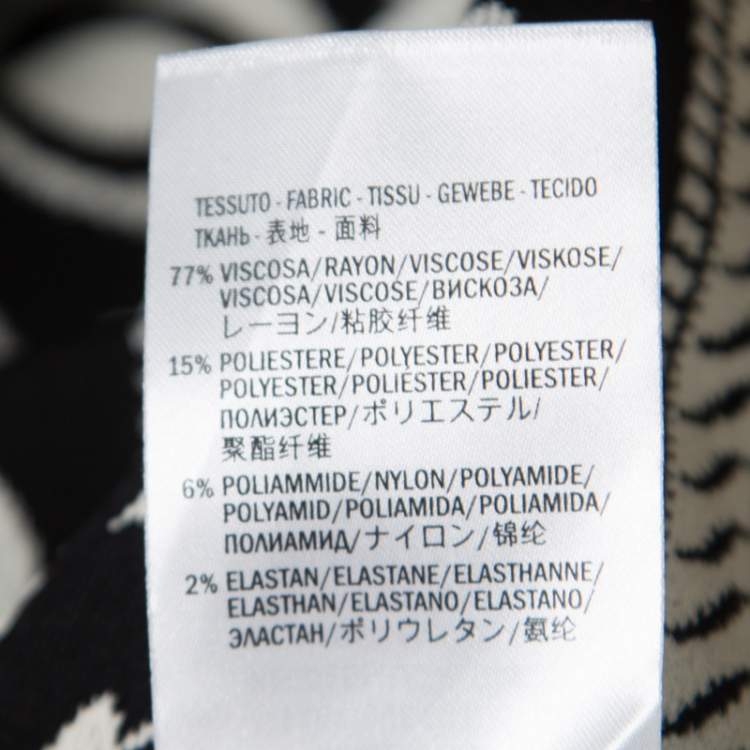 TESSUTO - FABRIC - TISSU - GEWEBE - TECIDO
ТКАНЬ - 表地 - 面料
77% VISCOSA/RAYON/VISCOSE/VISKOSE/
VISCOSA/VISCOSE/ВИСКОЗА/
レーヨン/粘胶纤维
15% POLIESTERE/POLYESTER/POLYESTER/
POLYESTER/POLIÉSTER/POLIESTER/
ПОЛИЭСТЕР/ポリエステル/
聚酯纤维
6% POLIAMMIDE/NYLON/POLYAMIDE/
POLYAMID/POLIAMIDA/POLIAMIDA/
ПОЛИАМИД/ナイロン/锦纶
2% ELASTAN/ELASTANE/ELASTHANNE/
ELASTHAN/ELASTANO/ELASTANO/
ЭЛАСТАН/ポリウレタン/氨纶